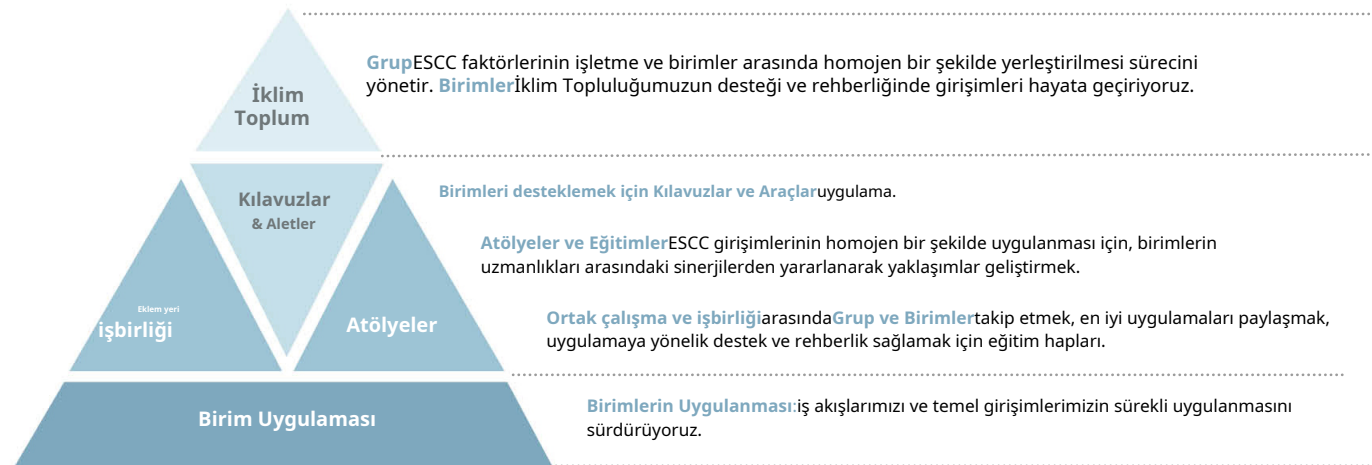 İklim
Toplum
GrupESCC faktörlerinin işletme ve birimler arasında homojen bir şekilde yerleştirilmesi sürecini
yönetir. Birimlerİklim Topluluğumuzun desteği ve rehberliğinde girişimleri hayata geçiriyoruz.
Kılavuzlar
& Aletler
Birimleri desteklemek için Kılavuzlar ve Araçlaruygulama.
Atölyeler ve EğitimlerESCC girişimlerinin homojen bir şekilde uygulanması için, birimlerin
uzmanlıkları arasındaki sinerjilerden yararlanarak yaklaşımlar geliştirmek.
Eklem yeri
işbirliği
Atölyeler
Ortak çalışma ve işbirliğiarasındaGrup ve Birimlertakip etmek, en iyi uygulamaları paylaşmak,
uygulamaya yönelik destek ve rehberlik sağlamak için eğitim hapları.
Birim Uygulaması
Birimlerin Uygulanması:iş akışlarımızı ve temel girişimlerimizin sürekli uygulanmasını
sürdürüyoruz.